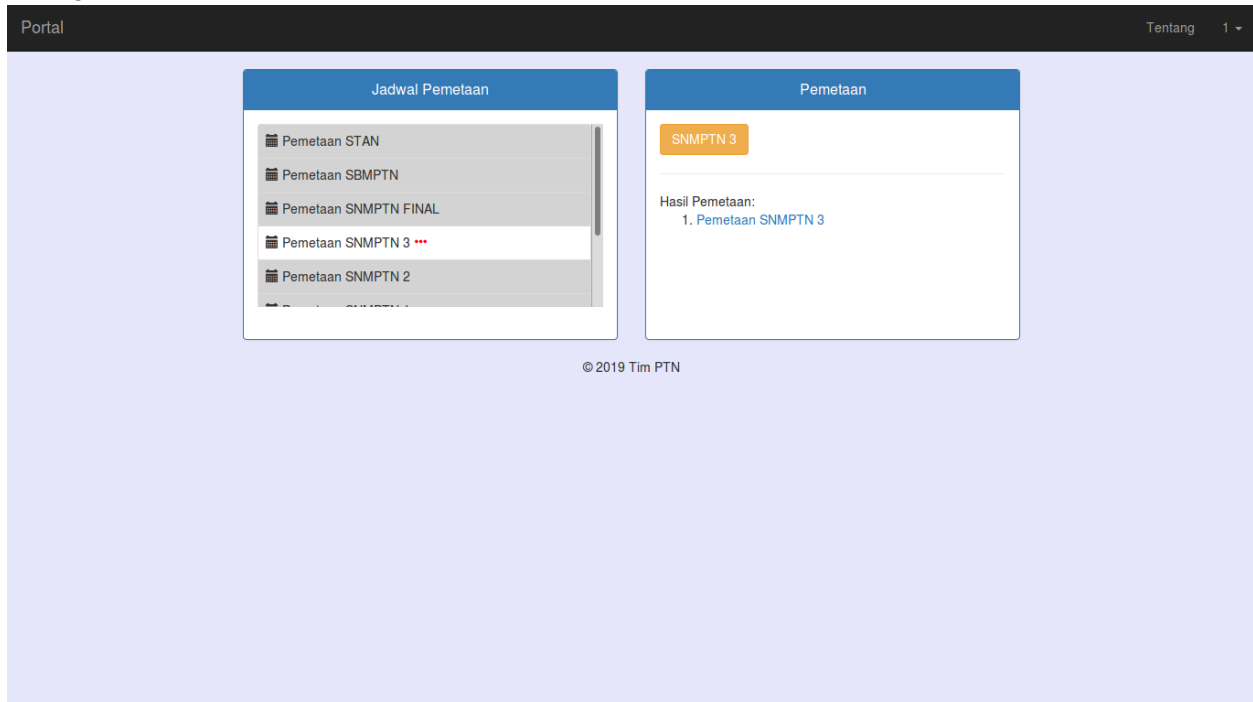 Portal
Tentang 1
Jadwal Pemetaan
Pemetaan STAN
Pemetaan SBMPTN
Pemetaan SNMPTN FINAL
Pemetaan SNMPTN 3 •••
Pemetaan SNMPTN 2
Pemetaan
SNMPTN 3
Hasil Pemetaan:
1. Pemetaan SNMPTN 3
© 2019 Tim PTN